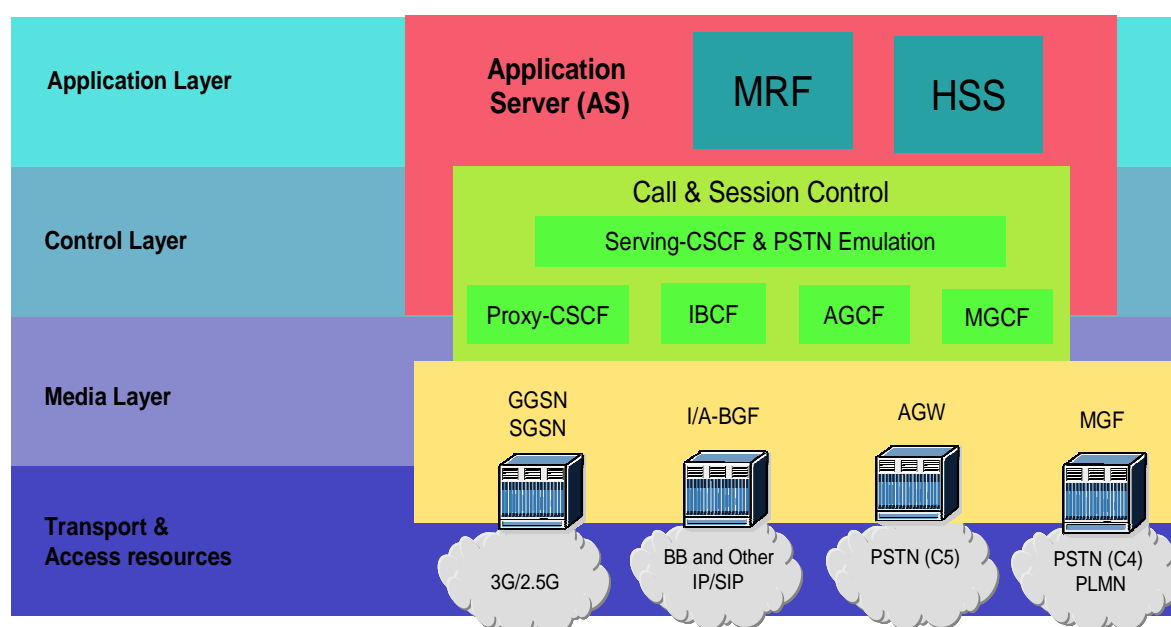 Application Layer
Application
Server (AS)
MRF
HSS
Control Layer
Call & Session Control
Serving-CSCF & PSTN Emulation
Proxy-CSCF
IBCF
AGCF
MGCF
Media Layer
GGSN
SGSN
I/A-BGF
AGW
MGF
Transport &
Access resources
3G/2.5G
BB and Other
IP/SIP
PSTN (C5)
PSTN (C4)
PLMN